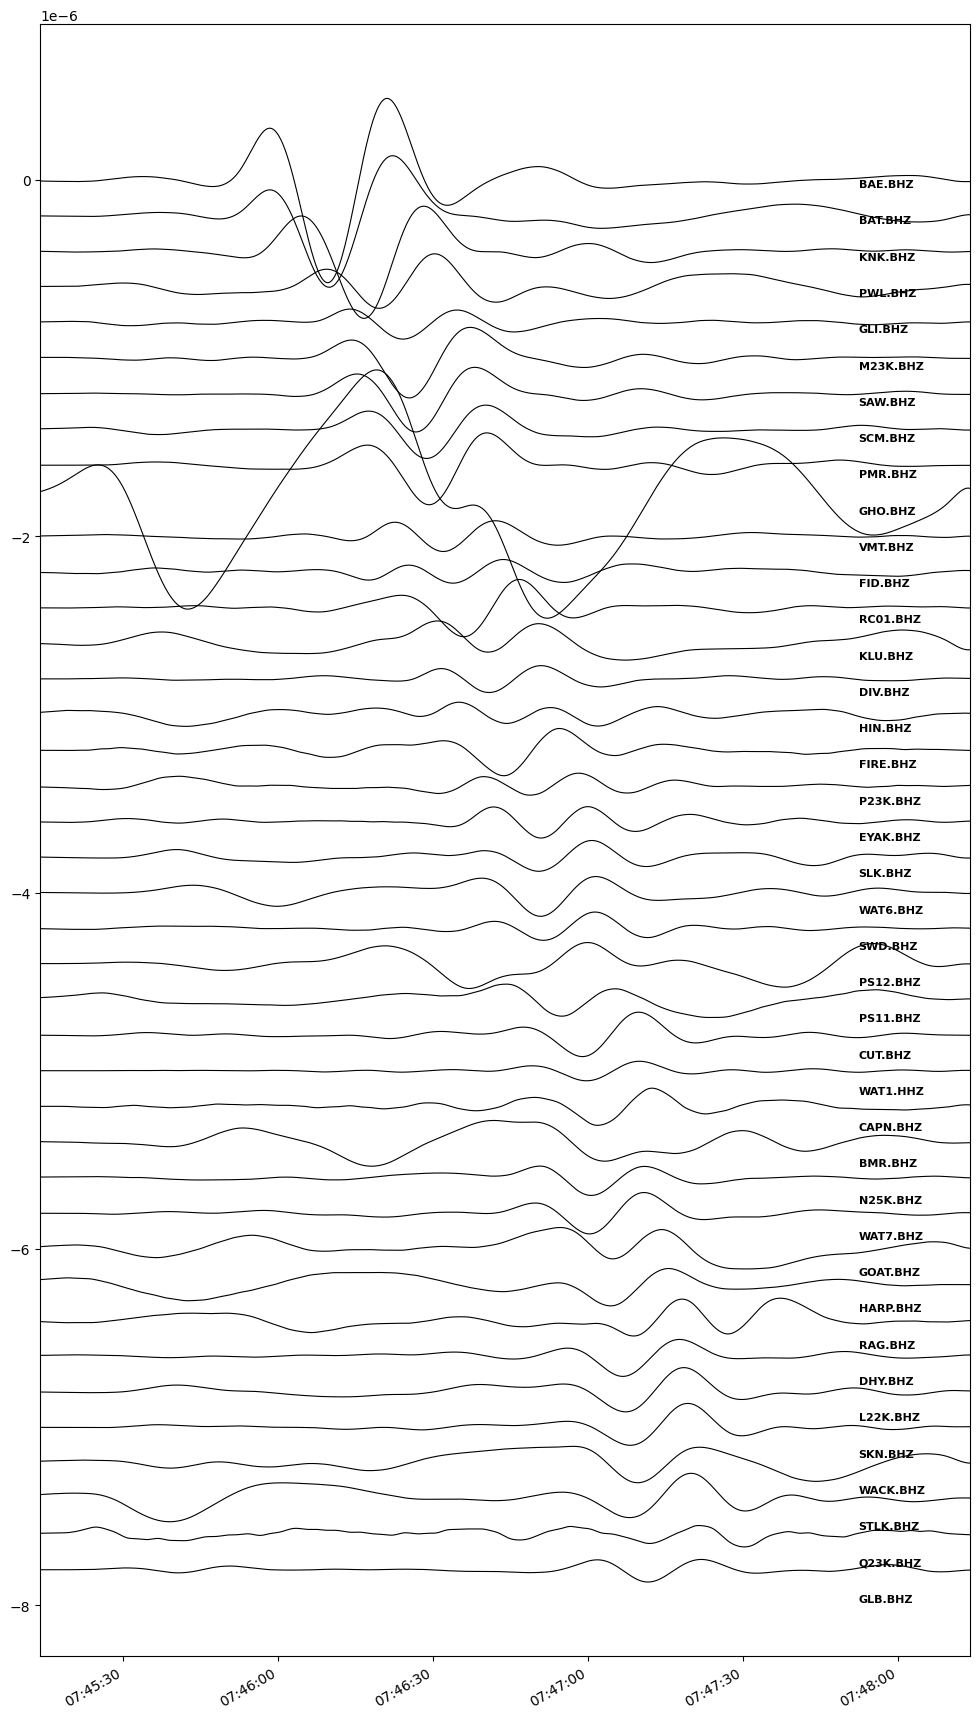 1e−6
0
BAE.BHZ
BAT.BHZ
KNK.BHZ
PWL.BHZ
GLI.BHZ
M23K.BHZ
SAW.BHZ
SCM.BHZ
PMR.BHZ
GHO.BHZ
−2
VMT.BHZ
FID.BHZ
RC01.BHZ
KLU.BHZ
DIV.BHZ
HIN.BHZ
FIRE.BHZ
P23K.BHZ
EYAK.BHZ
SLK.BHZ
−4
WAT6.BHZ
SWD.BHZ
PS12.BHZ
PS11.BHZ
CUT.BHZ
WAT1.HHZ
CAPN.BHZ
BMR.BHZ
N25K.BHZ
WAT7.BHZ
−6
GOAT.BHZ
HARP.BHZ
RAG.BHZ
DHY.BHZ
L22K.BHZ
SKN.BHZ
WACK.BHZ
STLK.BHZ
Q23K.BHZ
GLB.BHZ
−8
07:45:30 07:46:00 07:46:30 07:47:00 07:47:30 07:48:00